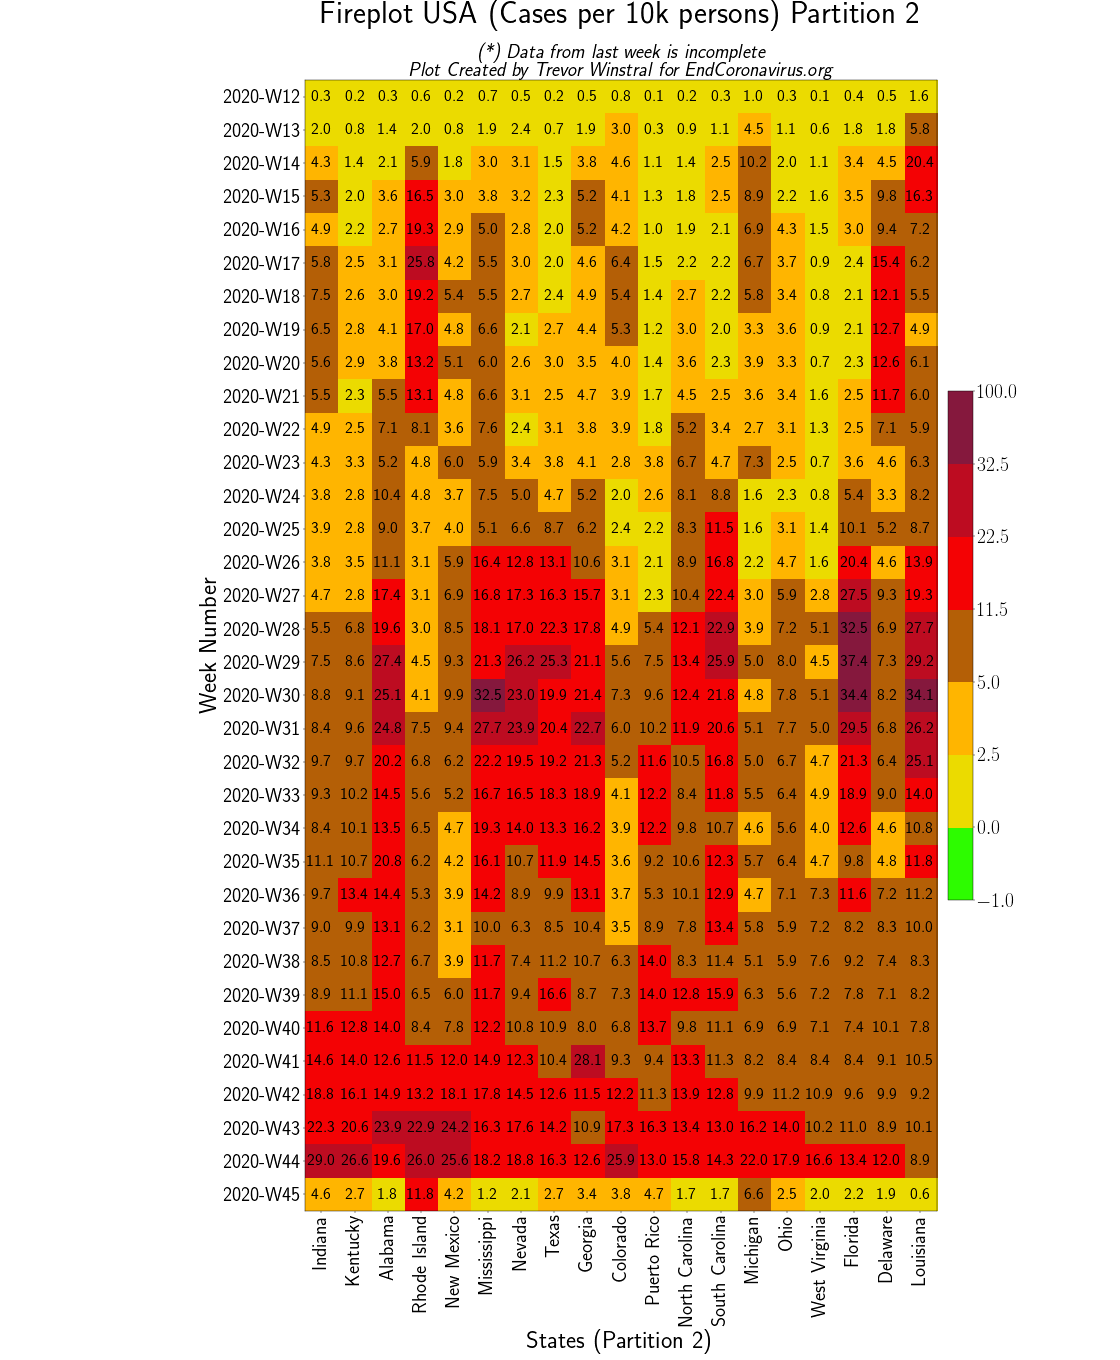 Fireplot USA (Cases per 10k persons) Partition 2
(*) Data from last week is incomplete
Plot Created by Trevor Winstral for EndCoronavirus.org
2020-W12 0.3 0.2 0.3 0.6 0.2 0.7 0.5 0.2 0.5 0.8 0.1 0.2 0.3 1.0 0.3 0.1 0.4 0.5 1.6
2020-W13 2.0 0.8 1.4 2.0 0.8 1.9 2.4 0.7 1.9 3.0 0.3 0.9 1.1 4.5 1.1 0.6 1.8 1.8 5.8
2020-W14 4.3 1.4 2.1 5.9 1.8 3.0 3.1 1.5 3.8 4.6 1.1 1.4 2.5 10.2 2.0 1.1 3.4 4.5 20.4
2020-W15 5.3 2.0 3.6 16.5 3.0 3.8 3.2 2.3 5.2 4.1 1.3 1.8 2.5 8.9 2.2 1.6 3.5 9.8 16.3
2020-W16 4.9 2.2 2.7 19.3 2.9 5.0 2.8 2.0 5.2 4.2 1.0 1.9 2.1 6.9 4.3 1.5 3.0 9.4 7.2
2020-W17 5.8 2.5 3.1 25.8 4.2 5.5 3.0 2.0 4.6 6.4 1.5 2.2 2.2 6.7 3.7 0.9 2.4 15.4 6.2
2020-W18 7.5 2.6 3.0 19.2 5.4 5.5 2.7 2.4 4.9 5.4 1.4 2.7 2.2 5.8 3.4 0.8 2.1 12.1 5.5
2020-W19 6.5 2.8 4.1 17.0 4.8 6.6 2.1 2.7 4.4 5.3 1.2 3.0 2.0 3.3 3.6 0.9 2.1 12.7 4.9
2020-W20 5.6 2.9 3.8 13.2 5.1 6.0 2.6 3.0 3.5 4.0 1.4 3.6 2.3 3.9 3.3 0.7 2.3 12.6 6.1
2020-W21 5.5 2.3 5.5 13.1 4.8 6.6 3.1 2.5 4.7 3.9 1.7 4.5 2.5 3.6 3.4 1.6 2.5 11.7 6.0
2020-W22 4.9 2.5 7.1 8.1 3.6 7.6 2.4 3.1 3.8 3.9 1.8 5.2 3.4 2.7 3.1 1.3 2.5 7.1 5.9
2020-W23 4.3 3.3 5.2 4.8 6.0 5.9 3.4 3.8 4.1 2.8 3.8 6.7 4.7 7.3 2.5 0.7 3.6 4.6 6.3
2020-W24 3.8 2.8 10.4 4.8 3.7 7.5 5.0 4.7 5.2 2.0 2.6 8.1 8.8 1.6 2.3 0.8 5.4 3.3 8.2
2020-W25 3.9 2.8 9.0 3.7 4.0 5.1 6.6 8.7 6.2 2.4 2.2 8.3 11.5 1.6 3.1 1.4 10.1 5.2 8.7
2020-W26 3.8 3.5 11.1 3.1 5.9 16.4 12.8 13.1 10.6 3.1 2.1 8.9 16.8 2.2 4.7 1.6 20.4 4.6 13.9
2020-W27 4.7 2.8 17.4 3.1 6.9 16.8 17.3 16.3 15.7 3.1 2.3 10.4 22.4 3.0 5.9 2.8 27.5 9.3 19.3
2020-W28 5.5 6.8 19.6 3.0 8.5 18.1 17.0 22.3 17.8 4.9 5.4 12.1 22.9 3.9 7.2 5.1 32.5 6.9 27.7
2020-W29 7.5 8.6 27.4 4.5 9.3 21.3 26.2 25.3 21.1 5.6 7.5 13.4 25.9 5.0 8.0 4.5 37.4 7.3 29.2
2020-W30 8.8 9.1 25.1 4.1 9.9 32.5 23.0 19.9 21.4 7.3 9.6 12.4 21.8 4.8 7.8 5.1 34.4 8.2 34.1
2020-W31 8.4 9.6 24.8 7.5 9.4 27.7 23.9 20.4 22.7 6.0 10.2 11.9 20.6 5.1 7.7 5.0 29.5 6.8 26.2
2020-W32 9.7 9.7 20.2 6.8 6.2 22.2 19.5 19.2 21.3 5.2 11.6 10.5 16.8 5.0 6.7 4.7 21.3 6.4 25.1
2020-W33 9.3 10.2 14.5 5.6 5.2 16.7 16.5 18.3 18.9 4.1 12.2 8.4 11.8 5.5 6.4 4.9 18.9 9.0 14.0
2020-W34 8.4 10.1 13.5 6.5 4.7 19.3 14.0 13.3 16.2 3.9 12.2 9.8 10.7 4.6 5.6 4.0 12.6 4.6 10.8
2020-W35 11.1 10.7 20.8 6.2 4.2 16.1 10.7 11.9 14.5 3.6 9.2 10.6 12.3 5.7 6.4 4.7 9.8 4.8 11.8
2020-W36 9.7 13.4 14.4 5.3 3.9 14.2 8.9 9.9 13.1 3.7 5.3 10.1 12.9 4.7 7.1 7.3 11.6 7.2 11.2
2020-W37 9.0 9.9 13.1 6.2 3.1 10.0 6.3 8.5 10.4 3.5 8.9 7.8 13.4 5.8 5.9 7.2 8.2 8.3 10.0
2020-W38 8.5 10.8 12.7 6.7 3.9 11.7 7.4 11.2 10.7 6.3 14.0 8.3 11.4 5.1 5.9 7.6 9.2 7.4 8.3
2020-W39 8.9 11.1 15.0 6.5 6.0 11.7 9.4 16.6 8.7 7.3 14.0 12.8 15.9 6.3 5.6 7.2 7.8 7.1 8.2
2020-W40 11.6 12.8 14.0 8.4 7.8 12.2 10.8 10.9 8.0 6.8 13.7 9.8 11.1 6.9 6.9 7.1 7.4 10.1 7.8
2020-W41 14.6 14.0 12.6 11.5 12.0 14.9 12.3 10.4 28.1 9.3 9.4 13.3 11.3 8.2 8.4 8.4 8.4 9.1 10.5
2020-W42 18.8 16.1 14.9 13.2 18.1 17.8 14.5 12.6 11.5 12.2 11.3 13.9 12.8 9.9 11.2 10.9 9.6 9.9 9.2
2020-W43 22.3 20.6 23.9 22.9 24.2 16.3 17.6 14.2 10.9 17.3 16.3 13.4 13.0 16.2 14.0 10.2 11.0 8.9 10.1
2020-W44 29.0 26.6 19.6 26.0 25.6 18.2 18.8 16.3 12.6 25.9 13.0 15.8 14.3 22.0 17.9 16.6 13.4 12.0 8.9
2020-W45 4.6 2.7 1.8 11.8 4.2 1.2 2.1 2.7 3.4 3.8 4.7 1.7 1.7 6.6 2.5 2.0 2.2 1.9 0.6
Indiana Kentucky Alabama Rhode Island New Mexico Mississippi Nevada Texas Georgia Colorado Puerto Rico North Carolina South Carolina Michigan Ohio West Virginia Florida Delaware Louisiana
States (Partition 2)
Week Number
100.0
32.5
22.5
11.5
5.0
2.5
0.0
−1.0